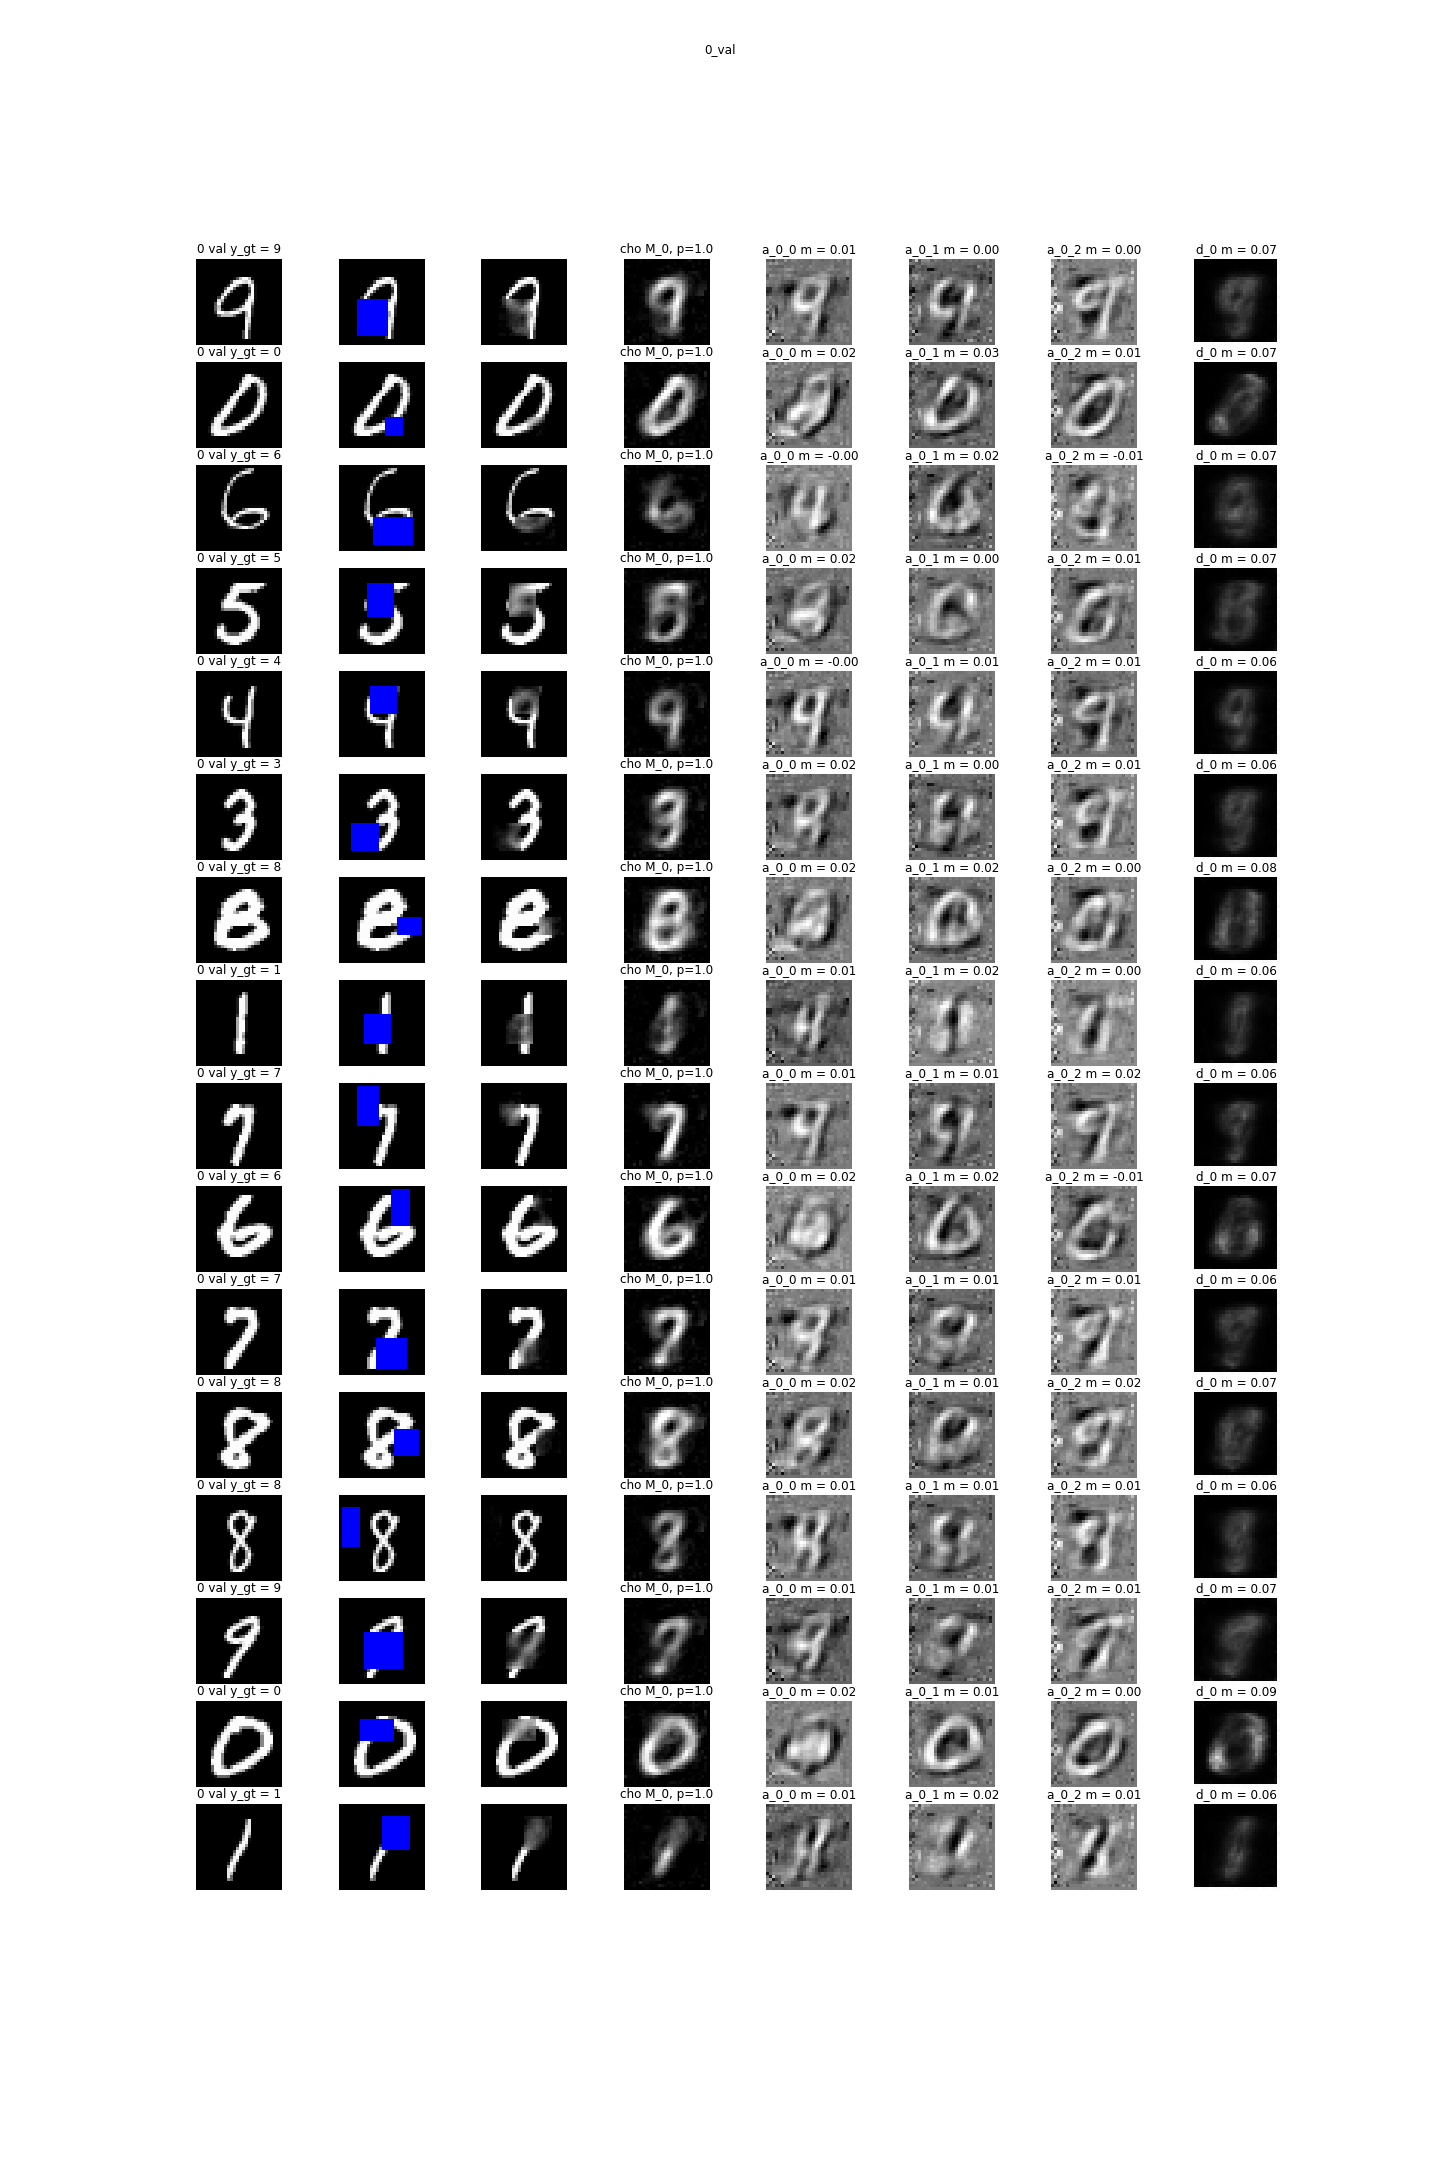 0_val
0 val y_gt = 9 cho M_0, p=1.0 a_0_0 m = 0.01 a_0_1 m = 0.00 a_0_2 m = 0.00 d_0 m = 0.07
0 val y_gt = 0 cho M_0, p=1.0 a_0_0 m = 0.02 a_0_1 m = 0.03 a_0_2 m = 0.01 d_0 m = 0.07
0 val y_gt = 6 cho M_0, p=1.0 a_0_0 m = -0.00 a_0_1 m = 0.02 a_0_2 m = -0.01 d_0 m = 0.07
0 val y_gt = 5 cho M_0, p=1.0 a_0_0 m = 0.02 a_0_1 m = 0.00 a_0_2 m = 0.01 d_0 m = 0.07
0 val y_gt = 4 cho M_0, p=1.0 a_0_0 m = -0.00 a_0_1 m = 0.01 a_0_2 m = 0.01 d_0 m = 0.06
0 val y_gt = 3 cho M_0, p=1.0 a_0_0 m = 0.02 a_0_1 m = 0.00 a_0_2 m = 0.01 d_0 m = 0.06
0 val y_gt = 8 cho M_0, p=1.0 a_0_0 m = 0.02 a_0_1 m = 0.02 a_0_2 m = 0.00 d_0 m = 0.08
0 val y_gt = 1 cho M_0, p=1.0 a_0_0 m = 0.01 a_0_1 m = 0.02 a_0_2 m = 0.00 d_0 m = 0.06
0 val y_gt = 7 cho M_0, p=1.0 a_0_0 m = 0.01 a_0_1 m = 0.01 a_0_2 m = 0.02 d_0 m = 0.06
0 val y_gt = 6 cho M_0, p=1.0 a_0_0 m = 0.02 a_0_1 m = 0.02 a_0_2 m = -0.01 d_0 m = 0.07
0 val y_gt = 7 cho M_0, p=1.0 a_0_0 m = 0.01 a_0_1 m = 0.01 a_0_2 m = 0.01 d_0 m = 0.06
0 val y_gt = 8 cho M_0, p=1.0 a_0_0 m = 0.02 a_0_1 m = 0.01 a_0_2 m = 0.02 d_0 m = 0.07
0 val y_gt = 8 cho M_0, p=1.0 a_0_0 m = 0.01 a_0_1 m = 0.01 a_0_2 m = 0.01 d_0 m = 0.06
0 val y_gt = 9 cho M_0, p=1.0 a_0_0 m = 0.01 a_0_1 m = 0.01 a_0_2 m = 0.01 d_0 m = 0.07
0 val y_gt = 0 cho M_0, p=1.0 a_0_0 m = 0.02 a_0_1 m = 0.01 a_0_2 m = 0.00 d_0 m = 0.09
0 val y_gt = 1 cho M_0, p=1.0 a_0_0 m = 0.01 a_0_1 m = 0.02 a_0_2 m = 0.01 d_0 m = 0.06